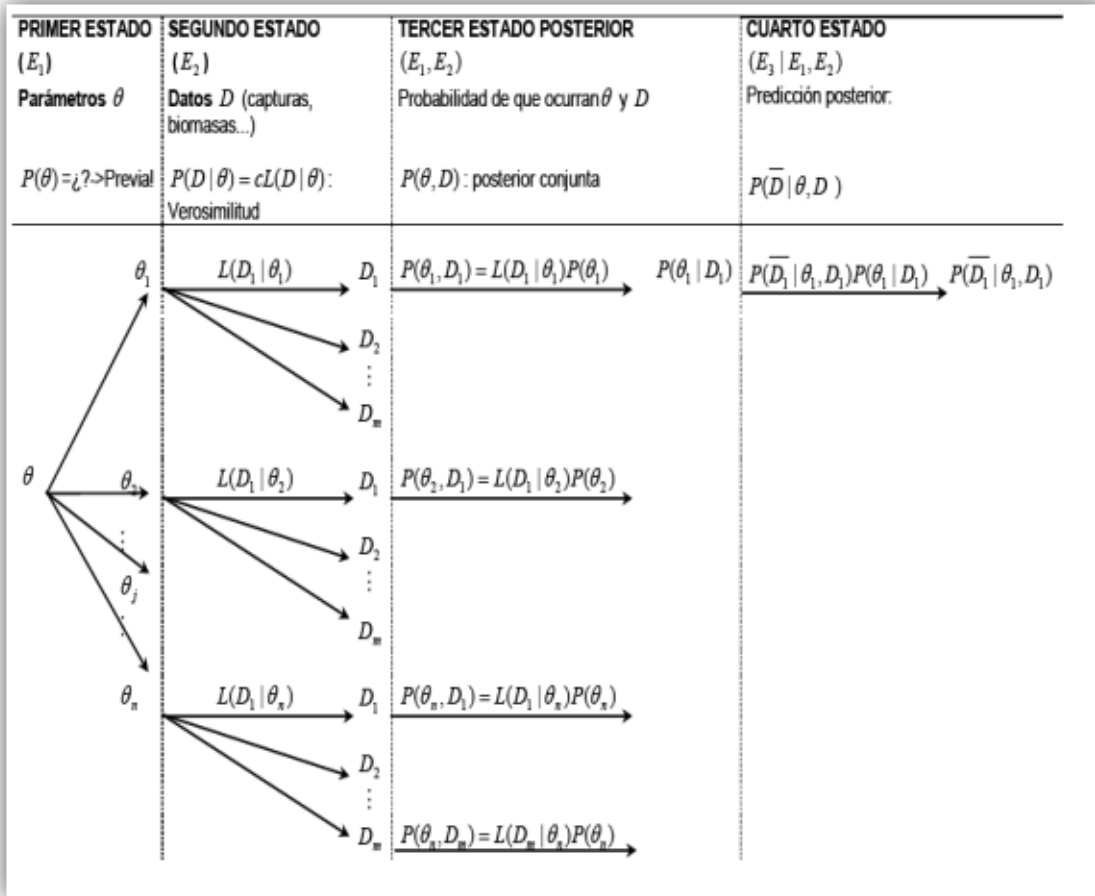 PRIMER ESTADO SEGUNDO ESTADO TERCER ESTADO POSTERIOR CUARTO ESTADO
(E₁) (E₂) (E₁,E₂) (E₃ | E₁,E₂)
Parámetros θ Datos D (capturas, Probabilidad de que ocurran θ y D Predicción posterior:
biomasas...)
P(θ) =¿?->Previa! P(D | θ) = cL(D | θ) : P(θ,D) : posterior conjunta P(D̅ | θ,D )
Verosimilitud
θ₁ L(D₁ | θ₁) D₁ P(θ₁,D₁) = L(D₁ | θ₁)P(θ₁) P(θ₁ | D₁) P(D̅₁ | θ₁,D₁)P(θ₁ | D₁) P(D̅₁ | θ₁,D₁)
D₂
⋮
Dₘ
θ θ₂ L(D₁ | θ₂) D₁ P(θ₂,D₁) = L(D₁ | θ₂)P(θ₂)
⋮ D₂
θⱼ ⋮
⋮ Dₘ
θₙ L(D₁ | θₙ) D₁ P(θₙ,D₁) = L(D₁ | θₙ)P(θₙ)
D₂
⋮
Dₘ P(θₙ,Dₘ) = L(Dₘ | θₙ)P(θₙ)